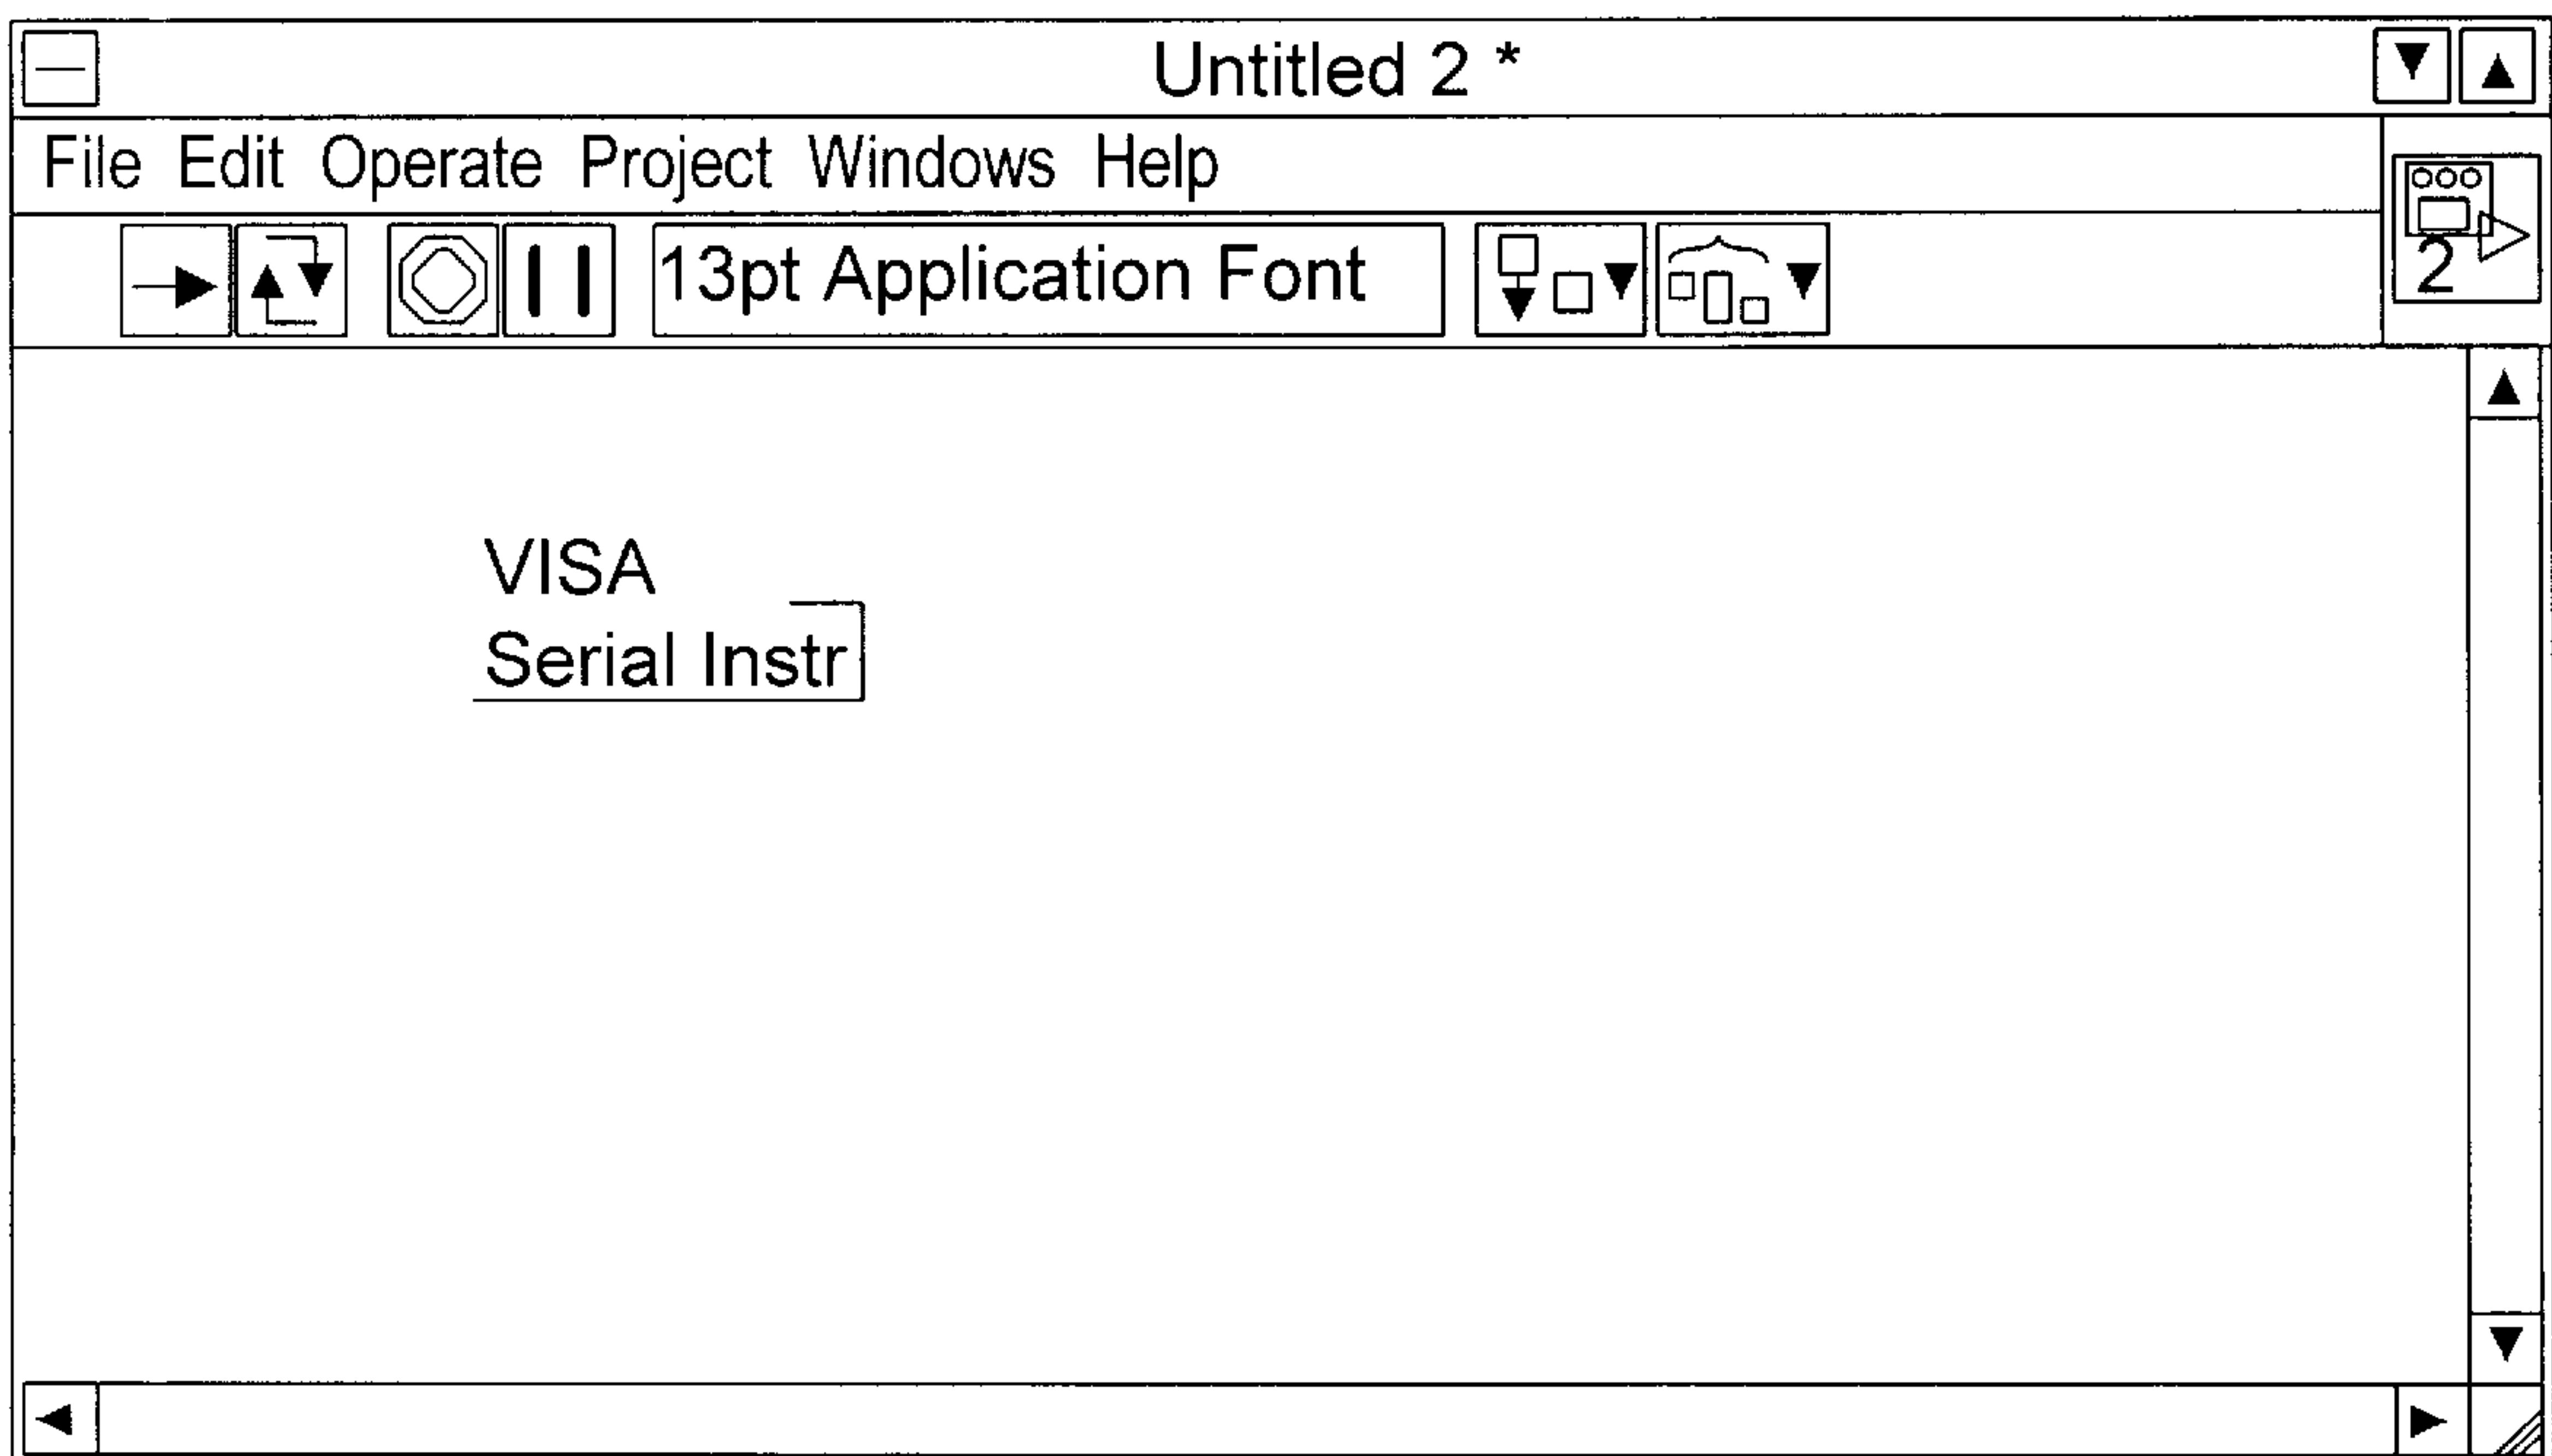 Untitled 2 *
File Edit Operate Project Windows Help
2
13pt Application Font
VISA
Serial Instr